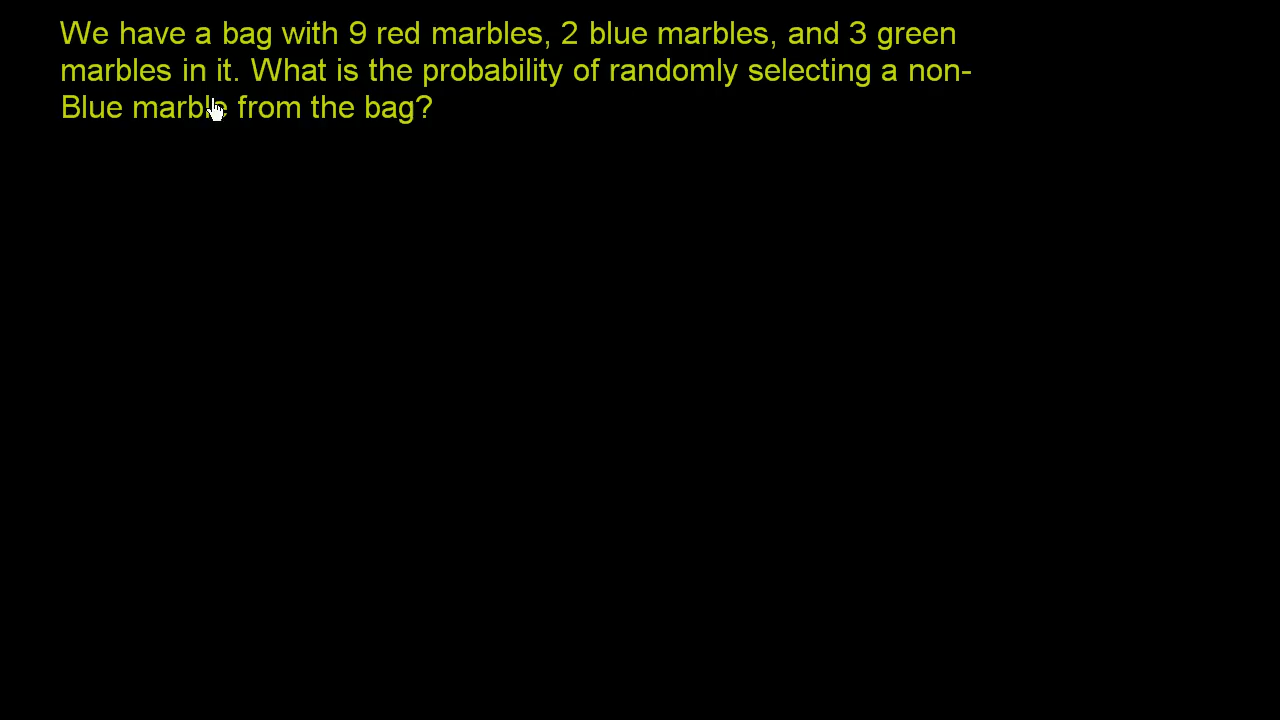 We have a bag with 9 red marbles, 2 blue marbles, and 3 green
marbles in it. What is the probability of randomly selecting a non-
Blue marble from the bag?